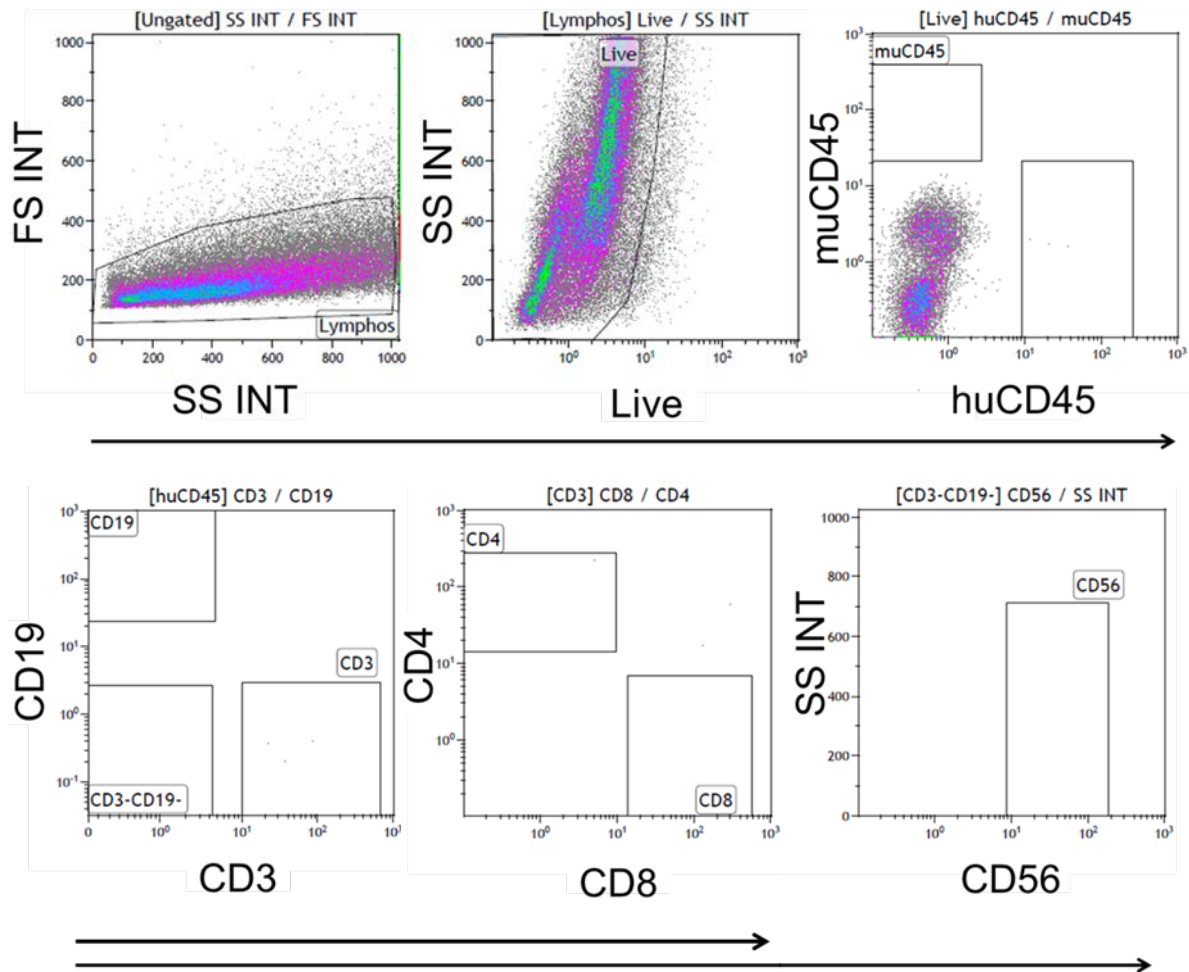 [Ungated] SS INT / FS INT
FS INT
1000
800
600
400
200
0
Lymphos
0 200 400 600 800 1000
SS INT
[Lymphos] Live / SS INT
SS INT
1000
800
600
400
200
0
Live
10⁰ 10¹ 10² 10³
Live
[Live] huCD45 / muCD45
muCD45
10³
10²
10¹
10⁰
muCD45
10⁰ 10¹ 10² 10³
huCD45
[huCD45] CD3 / CD19
CD19
10³
10²
10¹
10⁰
10⁻¹
CD19
CD3
CD3-CD19-
0 10⁰ 10¹ 10² 10³
CD3
[CD3] CD8 / CD4
CD4
10³
10²
10¹
10⁰
CD4
CD8
10⁰ 10¹ 10² 10³
CD8
[CD3-CD19-] CD56 / SS INT
SS INT
1000
800
600
400
200
0
CD56
10⁰ 10¹ 10² 10³
CD56